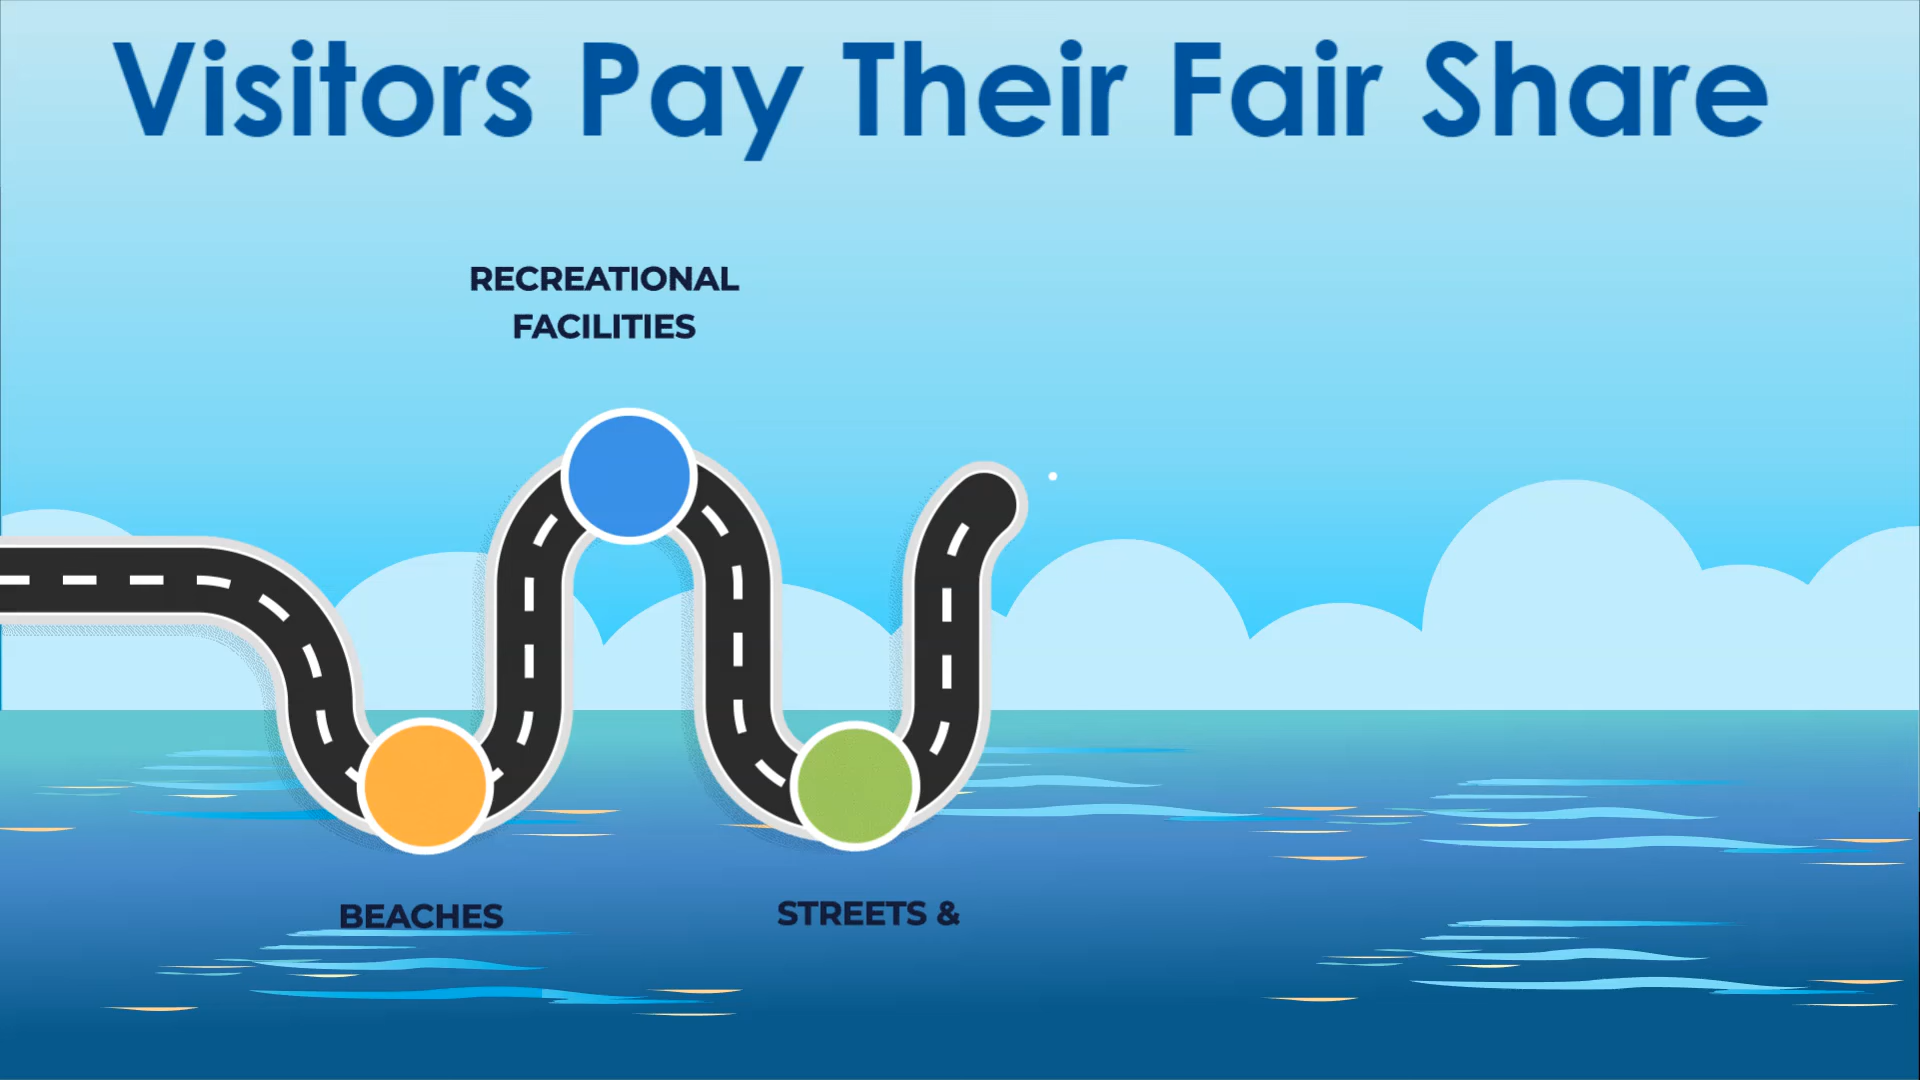 Visitors Pay Their Fair Share
RECREATIONAL
FACILITIES
BEACHES
STREETS &